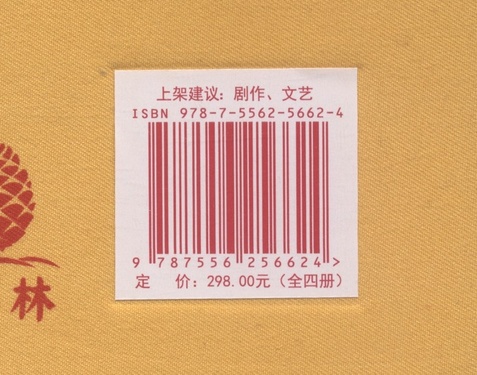 上架建议：剧作、文艺
ISBN 978-7-5562-5662-4
9 787556 256624 >
定 价：298.00元（全四册）
林